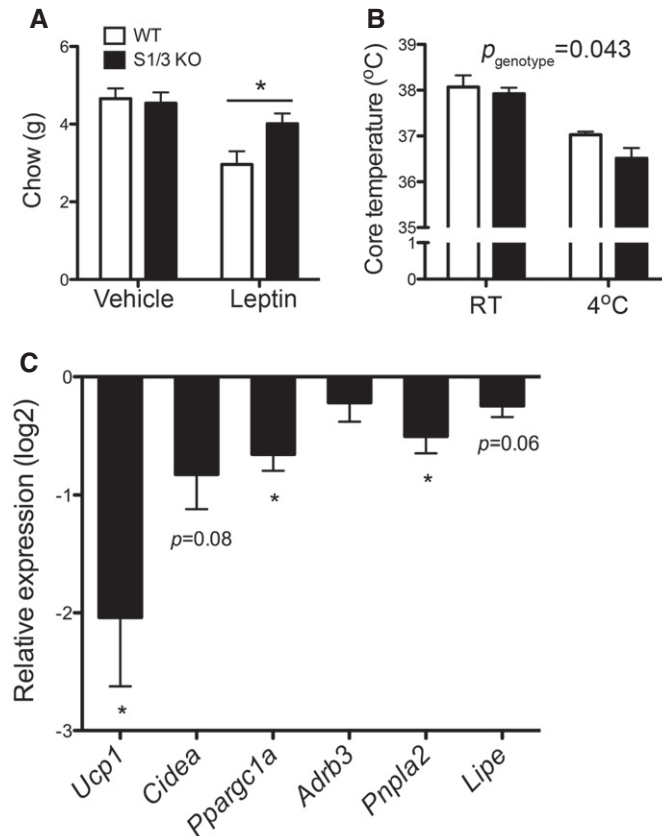 A
WT
S1/3 KO
6
4
2
0
Chow (g)
*
Vehicle
Leptin
B
p genotype=0.043
39
38
37
36
35
1
0
Core temperature (°C)
RT
4°C
C
0
-1
-2
-3
Relative expression (log2)
*
p=0.08
*
*
p=0.06
Ucp1
Cidea
Ppargc1a
Adrb3
Pnpla2
Lipe